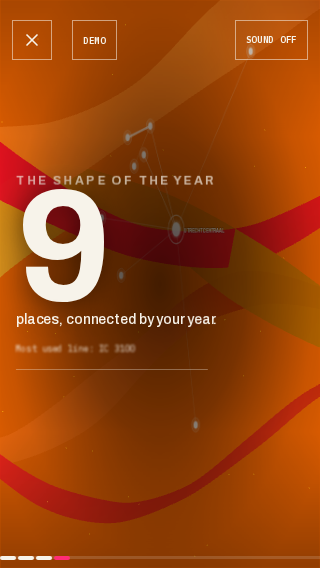 DEMO
SOUND OFF
THE SHAPE OF THE YEAR
9
places, connected by your year.
Most used line: IC 3100